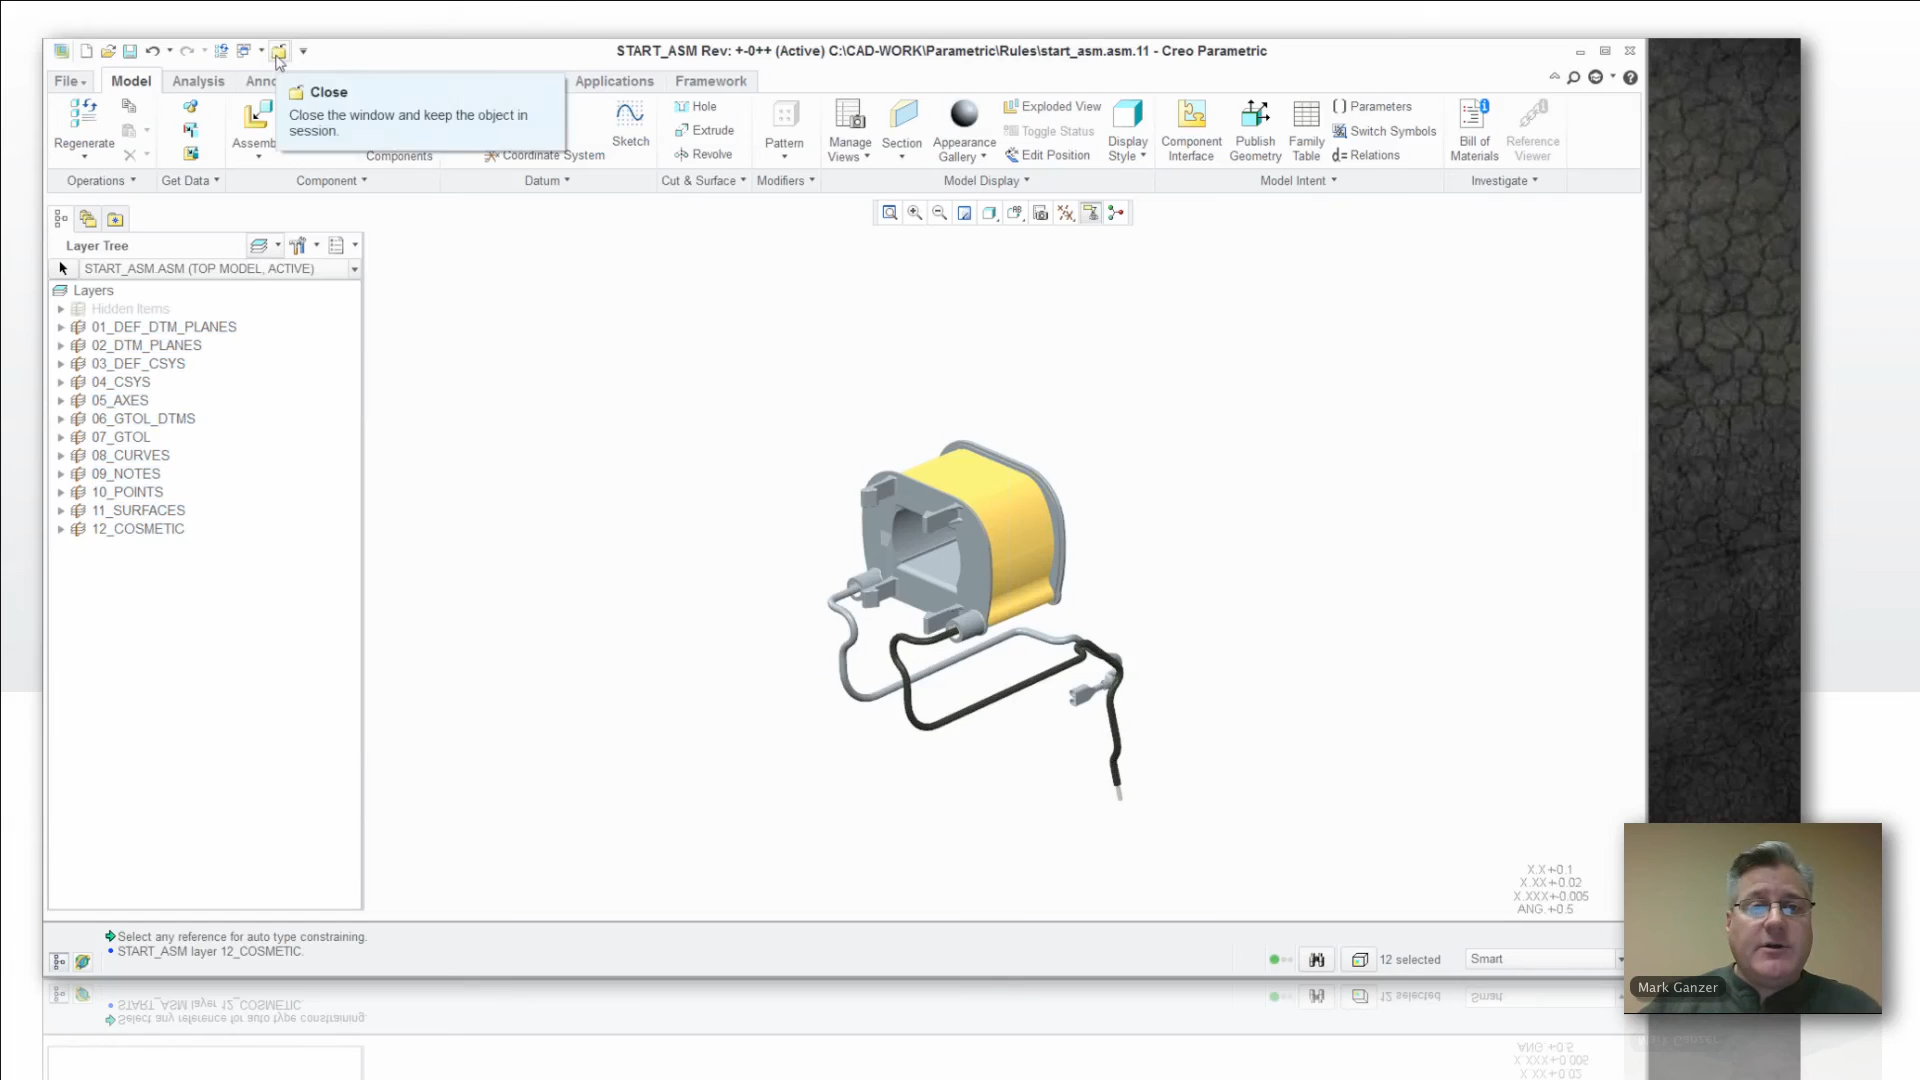 START_ASM Rev: +-0++ (Active) C:\CAD-WORK\Parametric\Rules\start_asm.asm.11 - Creo Parametric
File
Model
Analysis
Applications
Framework
Close
Close the window and keep the object in
session.
Regenerate
Components
Coordinate System
Sketch
Hole
Extrude
Revolve
Pattern
Manage
Views
Section
Appearance
Gallery
Exploded View
Toggle Status
Edit Position
Display
Style
Component
Interface
Publish
Geometry
Family
Table
Parameters
Switch Symbols
d= Relations
Bill of
Materials
Reference
Viewer
Operations
Get Data
Component
Datum
Cut & Surface
Modifiers
Model Display
Model Intent
Investigate
Layer Tree
START_ASM.ASM (TOP MODEL, ACTIVE)
Layers
Hidden Items
01_DEF_DTM_PLANES
02_DTM_PLANES
03_DEF_CSYS
04_CSYS
05_AXES
06_GTOL_DTMS
07_GTOL
08_CURVES
09_NOTES
10_POINTS
11_SURFACES
12_COSMETIC
X.X+-0.1
X.XX+-0.02
X.XXX+-0.005
ANG.+-0.5
Select any reference for auto type constraining.
START_ASM layer 12_COSMETIC.
12 selected
Smart
Mark Ganzer